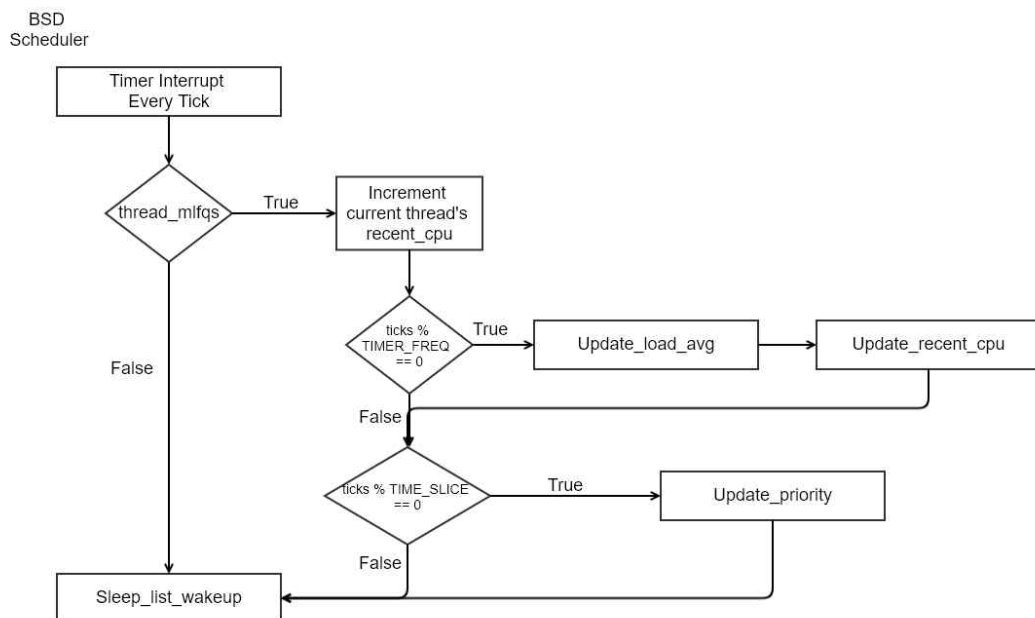 BSD
Scheduler
Timer Interrupt
Every Tick
thread_mlfqs
True
Increment
current thread's
recent_cpu
False
ticks %
TIMER_FREQ
== 0
True
Update_load_avg
Update_recent_cpu
False
ticks % TIME_SLICE
== 0
True
Update_priority
False
Sleep_list_wakeup